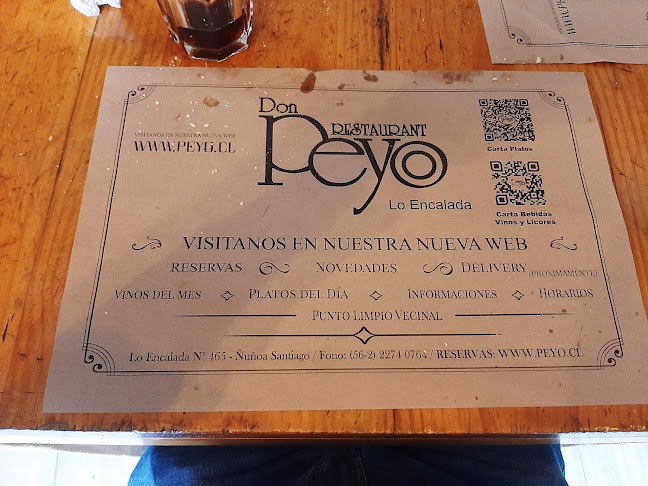 VISITANOS EN NUESTRA NUEVA WEB
WWW.PEYO.CL
Don
RESTAURANT
Peyo
Lo Encalada
Carta Platos
Carta Bebidas
Vinos y Licores
VISITANOS EN NUESTRA NUEVA WEB
RESERVAS NOVEDADES DELIVERY (PROXIMAMENTE)
VINOS DEL MES PLATOS DEL DÍA INFORMACIONES HORARIOS
PUNTO LIMPIO VECINAL
Lo Encalada N° 465 - Ñuñoa Santiago / Fono: (56-2) 2274 0764 / RESERVAS: WWW.PEYO.CL